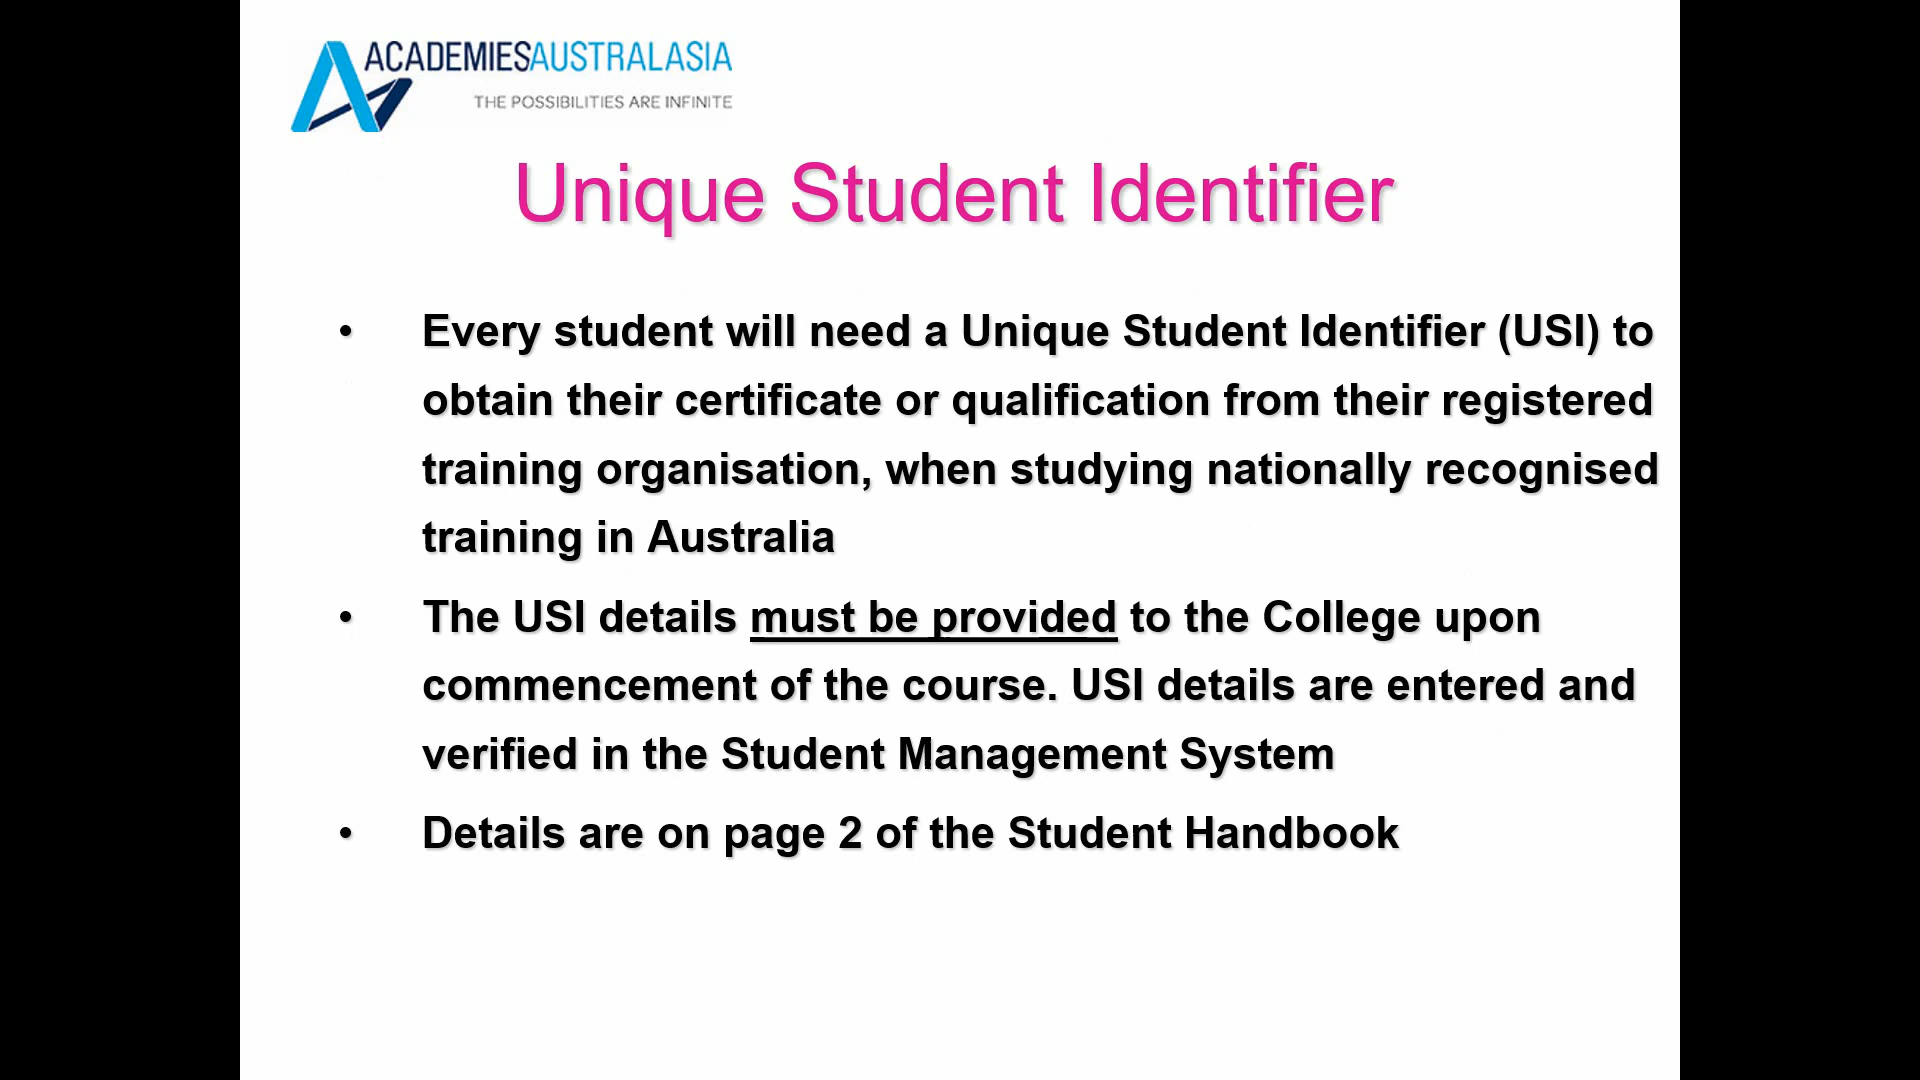 ACADEMIESAUSTRALASIA
THE POSSIBILITIES ARE INFINITE
Unique Student Identifier
• Every student will need a Unique Student Identifier (USI) to
obtain their certificate or qualification from their registered
training organisation, when studying nationally recognised
training in Australia
• The USI details must be provided to the College upon
commencement of the course. USI details are entered and
verified in the Student Management System
• Details are on page 2 of the Student Handbook